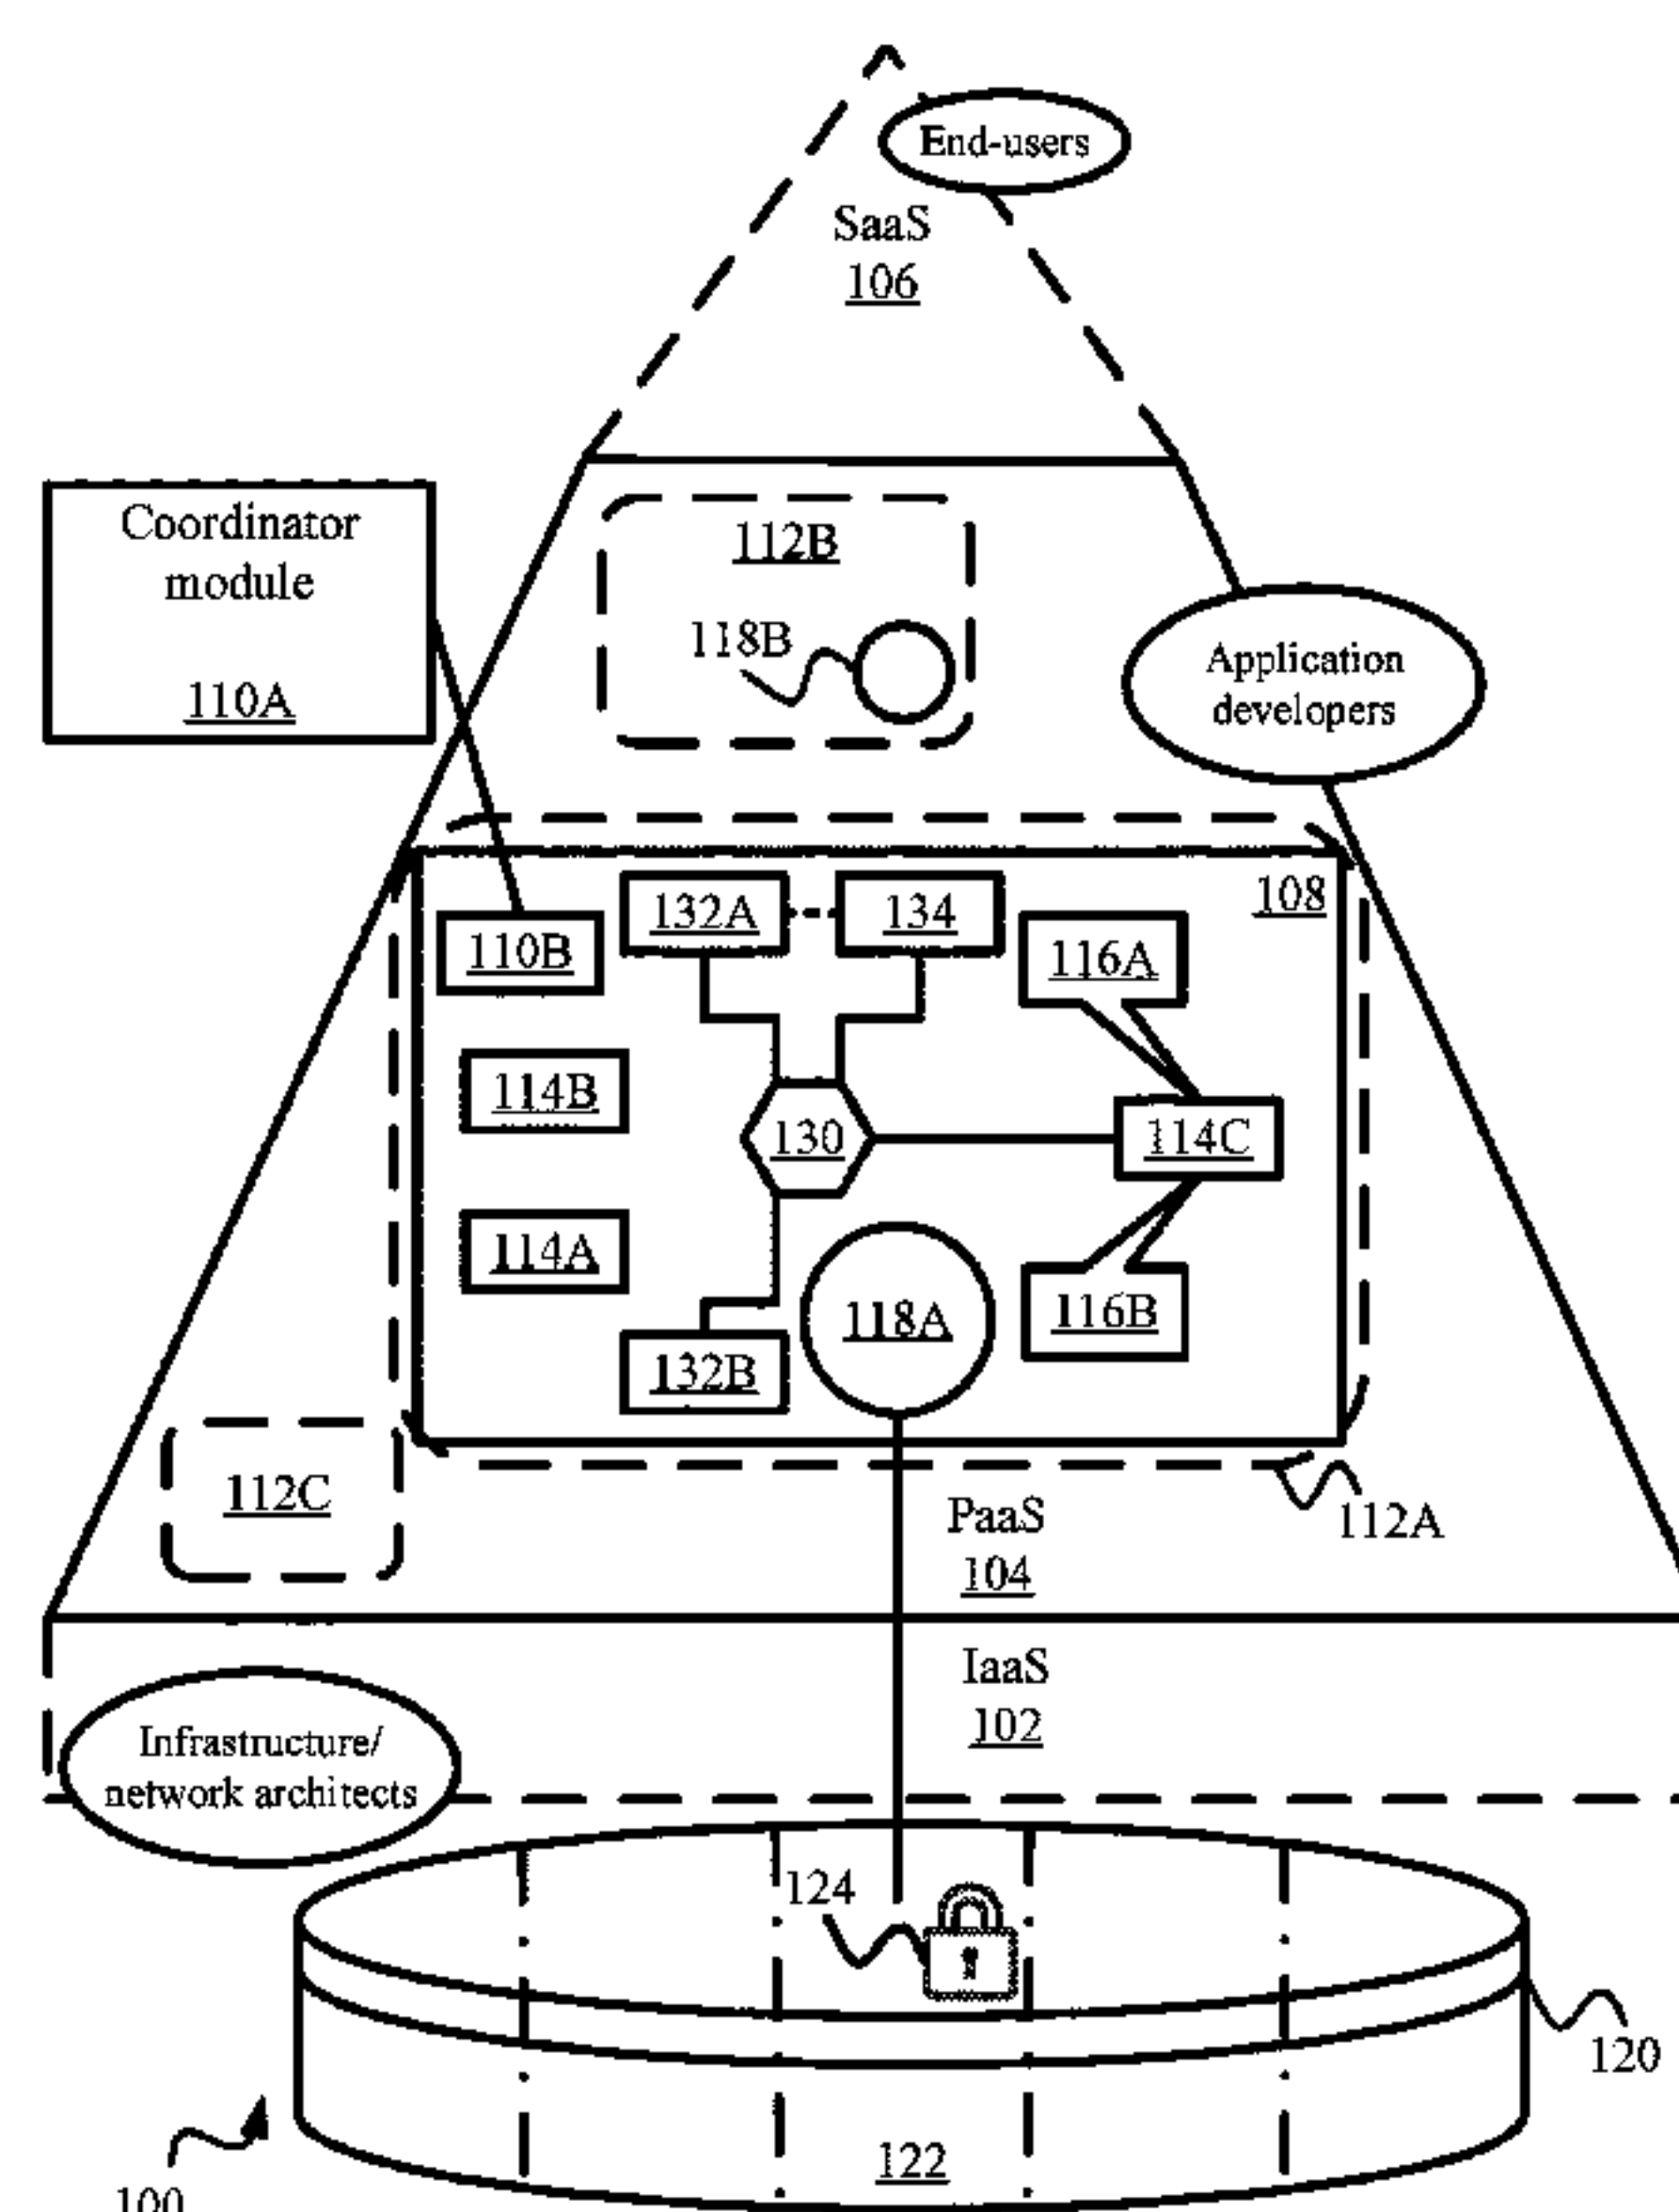 End-users
SaaS
106
Coordinator
module
110A
112B
118B
Application
developers
108
132A
134
110B
116A
114B
130
114C
114A
118A
116B
132B
112C
PaaS
104
112A
IaaS
102
Infrastructure/
network architects
124
120
122
100